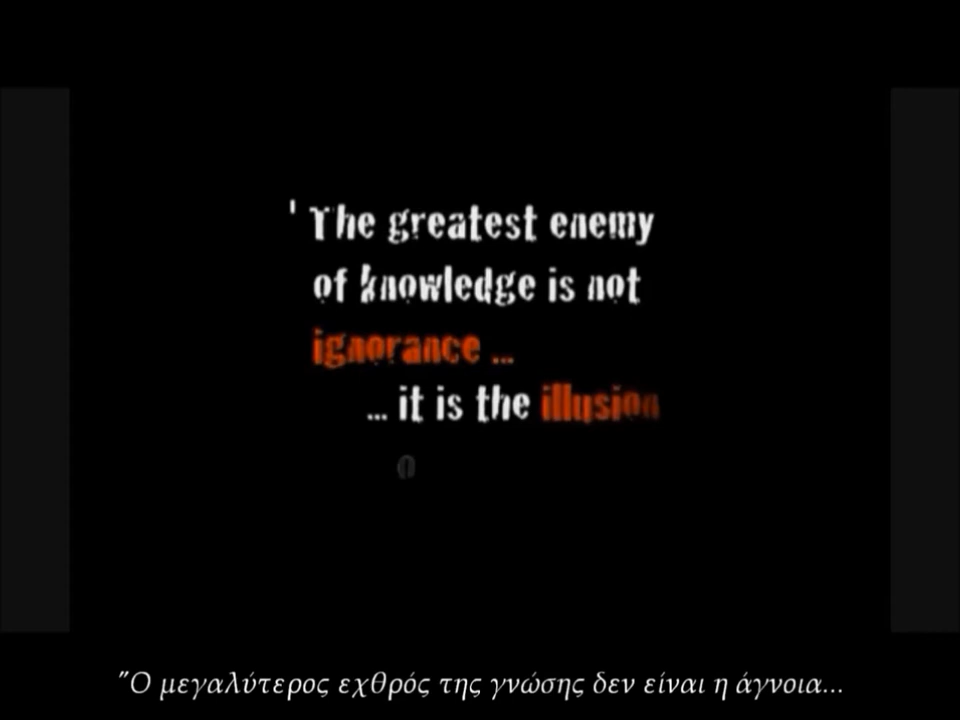 ' The greatest enemy
of knowledge is not
ignorance ...
... it is the illusion
o
"Ο μεγαλύτερος εχθρός της γνώσης δεν είναι η άγνοια...